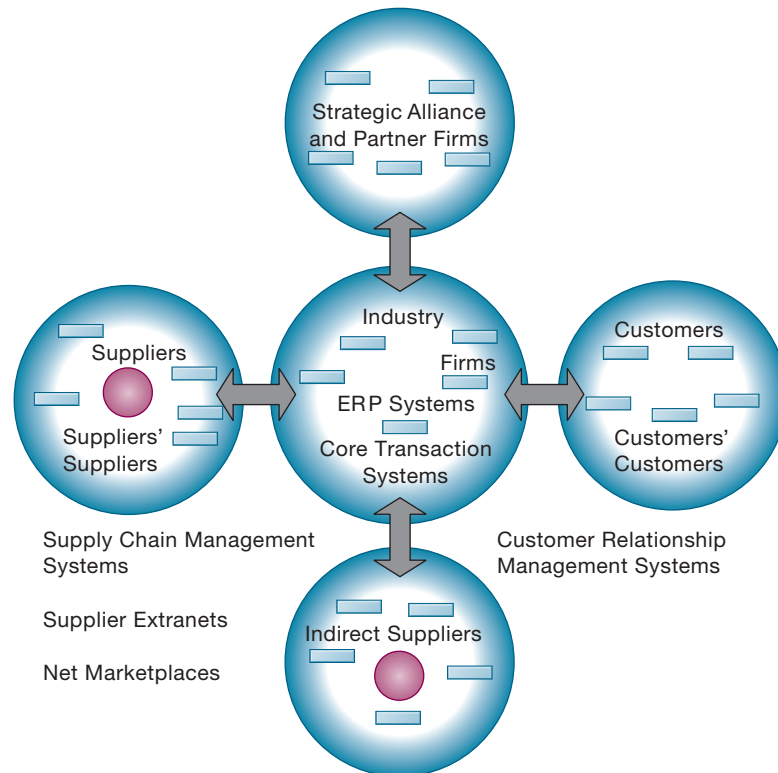 Strategic Alliance
and Partner Firms
Industry
Firms
ERP Systems
Core Transaction
Systems
Suppliers
Suppliers’
Suppliers
Customers
Customers’
Customers
Supply Chain Management
Systems
Supplier Extranets
Net Marketplaces
Customer Relationship
Management Systems
Indirect Suppliers